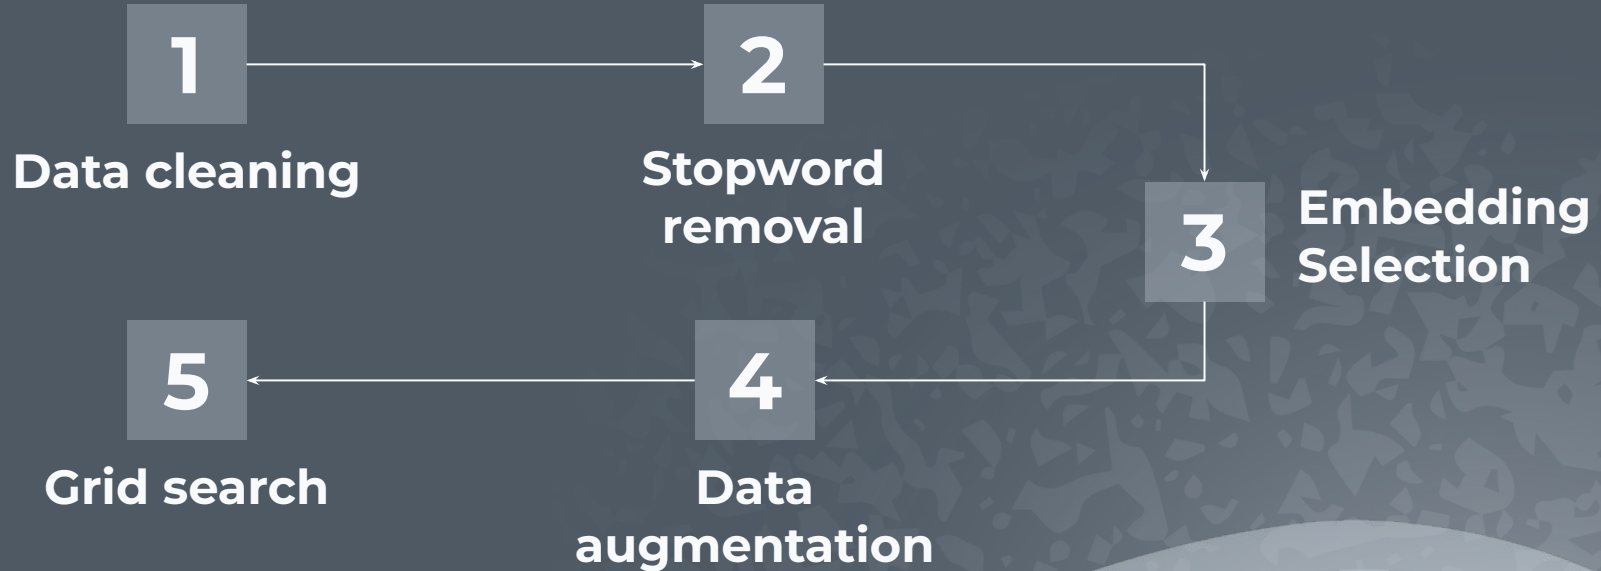 1
Data cleaning
2
Stopword
removal
3
Embedding
Selection
4
Data
augmentation
5
Grid search